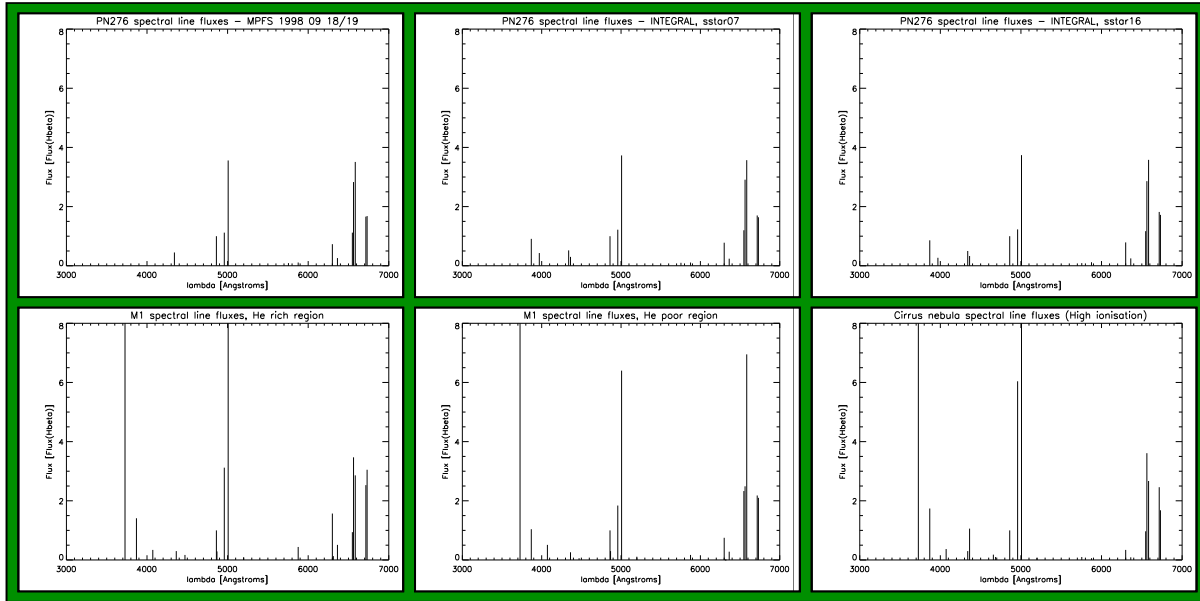 PN276 spectral line fluxes – MPFS 1998 09 18/19
8
6
4
2
0
Flux [Flux(Hbeta)]
3000 4000 5000 6000 7000
lambda [Angstroms]
PN276 spectral line fluxes – INTEGRAL, sstar07
8
6
4
2
0
Flux [Flux(Hbeta)]
3000 4000 5000 6000 7000
lambda [Angstroms]
PN276 spectral line fluxes – INTEGRAL, sstar16
8
6
4
2
0
Flux [Flux(Hbeta)]
3000 4000 5000 6000 7000
lambda [Angstroms]
M1 spectral line fluxes, He rich region
8
6
4
2
0
Flux [Flux(Hbeta)]
3000 4000 5000 6000 7000
lambda [Angstroms]
M1 spectral line fluxes, He poor region
8
6
4
2
0
Flux [Flux(Hbeta)]
3000 4000 5000 6000 7000
lambda [Angstroms]
Cirrus nebula spectral line fluxes (High ionisation)
8
6
4
2
0
Flux [Flux(Hbeta)]
3000 4000 5000 6000 7000
lambda [Angstroms]